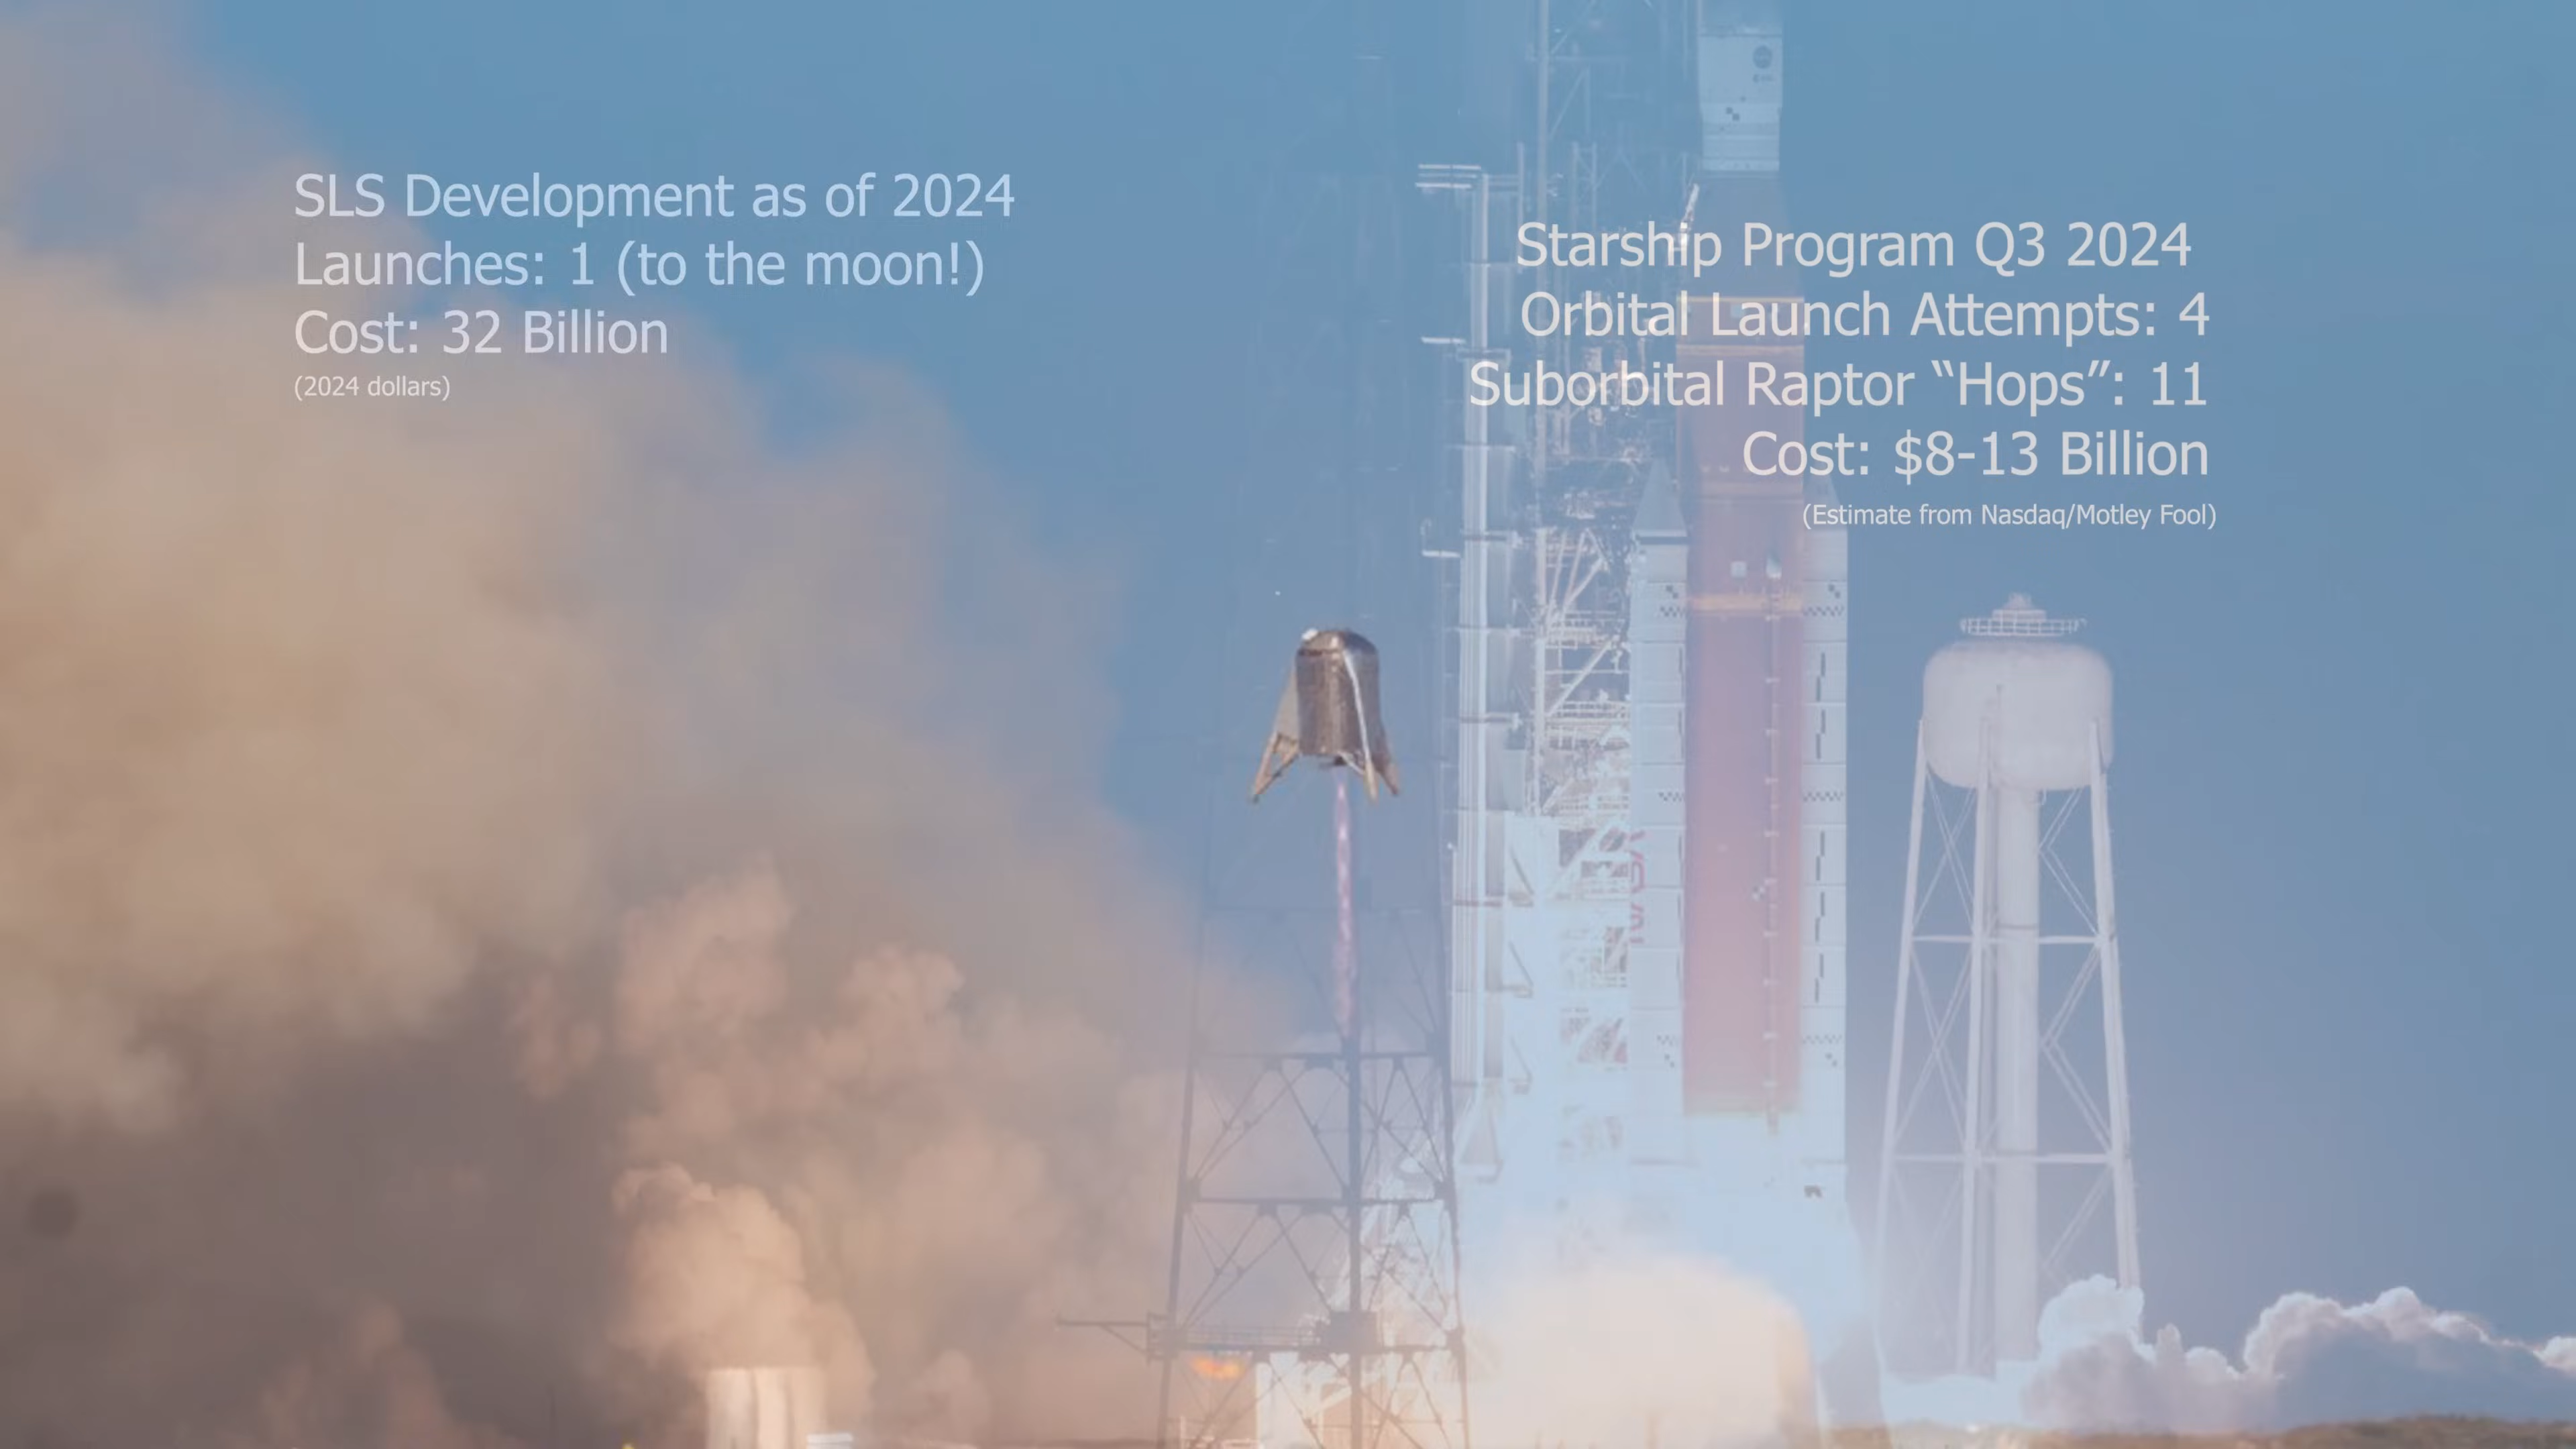 SLS Development as of 2024
Launches: 1 (to the moon!)
Cost: 32 Billion
(2024 dollars)
Starship Program Q3 2024
Orbital Launch Attempts: 4
Suborbital Raptor “Hops”: 11
Cost: $8-13 Billion
(Estimate from Nasdaq/Motley Fool)